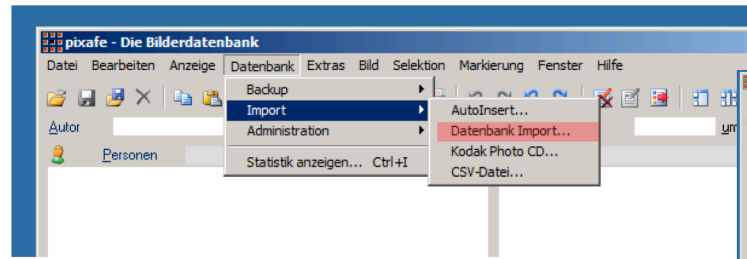 pixafe - Die Bilderdatenbank
Datei Bearbeiten Anzeige Datenbank Extras Bild Selektion Markierung Fenster Hilfe
Backup
Import
Administration
Statistik anzeigen... Ctrl+I
AutoInsert...
Datenbank Import...
Kodak Photo CD...
CSV-Datei...
Autor
um
Personen